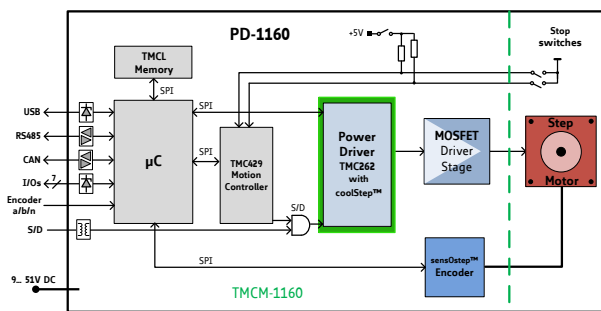 PD-1160
+5V
Stop
switches
TMCL
Memory
SPI
USB
RS485
CAN
I/Os
7
Encoder
a/b/n
S/D
µC
SPI
SPI
TMC429
Motion
Controller
S/D
Power
Driver
TMC262
with
coolStep™
MOSFET
Driver
Stage
Step
Motor
SPI
sensOstep™
Encoder
9... 51V DC
TMCM-1160